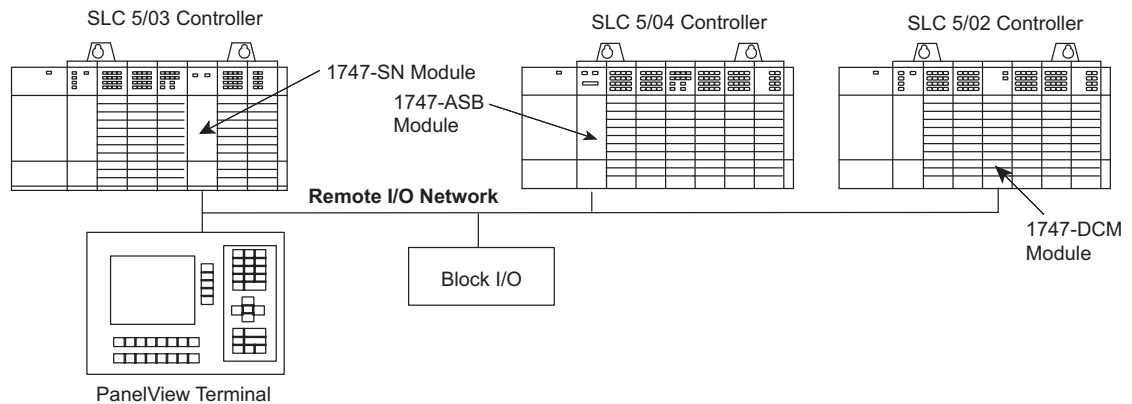 SLC 5/03 Controller
SLC 5/04 Controller
SLC 5/02 Controller
1747-SN Module
1747-ASB
Module
Remote I/O Network
1747-DCM
Module
Block I/O
PanelView Terminal